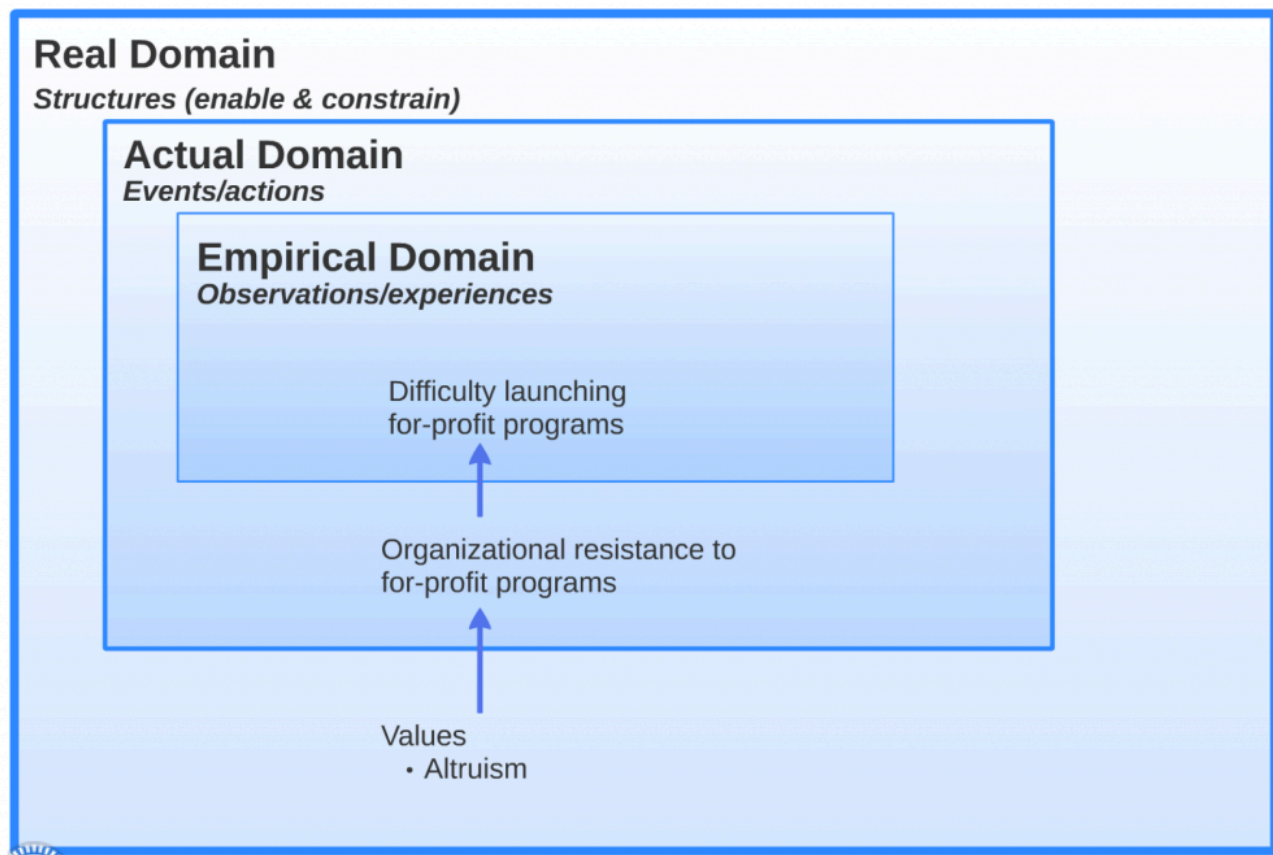 Real Domain
Structures (enable & constrain)
Actual Domain
Events/actions
Empirical Domain
Observations/experiences
Difficulty launching
for-profit programs
Organizational resistance to
for-profit programs
Values
• Altruism